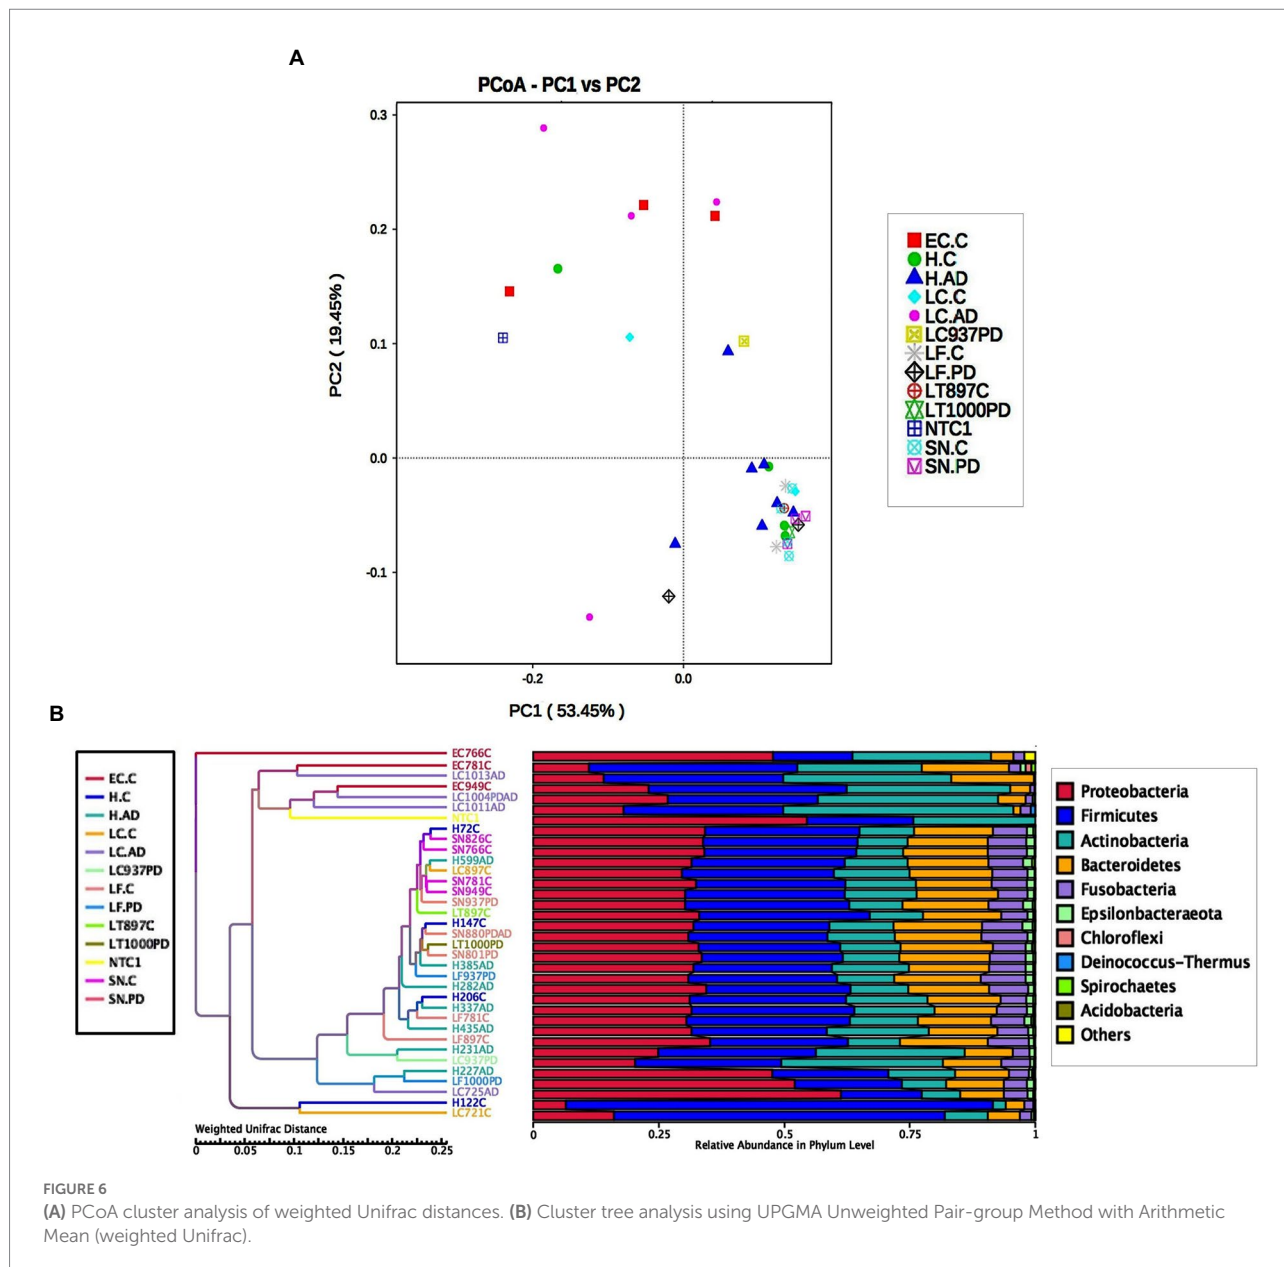 A
PCoA - PC1 vs PC2
0.3
0.2
0.1
0.0
-0.1
PC2 ( 19.45% )
-0.2
0.0
PC1 ( 53.45% )
EC.C
H.C
H.AD
LC.C
LC.AD
LC937PD
LF.C
LF.PD
LT897C
LT1000PD
NTC1
SN.C
SN.PD
B
EC.C
H.C
H.AD
LC.C
LC.AD
LC937PD
LF.C
LF.PD
LT897C
LT1000PD
NTC1
SN.C
SN.PD
EC766C
EC781C
LC1013AD
EC949C
LC1004PDAD
LC1011AD
NTC1
H72C
SN826C
SN766C
H599AD
LC897C
SN781C
SN949C
SN937PD
LT897C
H147C
SN880PDAD
LT1000PD
SN801PD
H385AD
LF937PD
H282AD
H206C
H337AD
LF781C
H435AD
LF897C
H231AD
LC937PD
H227AD
LF1000PD
LC725AD
H122C
LC721C
Weighted Unifrac Distance
0 0.05 0.1 0.15 0.2 0.25
0 0.25 0.5 0.75 1
Relative Abundance in Phylum Level
Proteobacteria
Firmicutes
Actinobacteria
Bacteroidetes
Fusobacteria
Epsilonbacteraeota
Chloroflexi
Deinococcus-Thermus
Spirochaetes
Acidobacteria
Others
FIGURE 6
(A) PCoA cluster analysis of weighted Unifrac distances. (B) Cluster tree analysis using UPGMA Unweighted Pair-group Method with Arithmetic
Mean (weighted Unifrac).